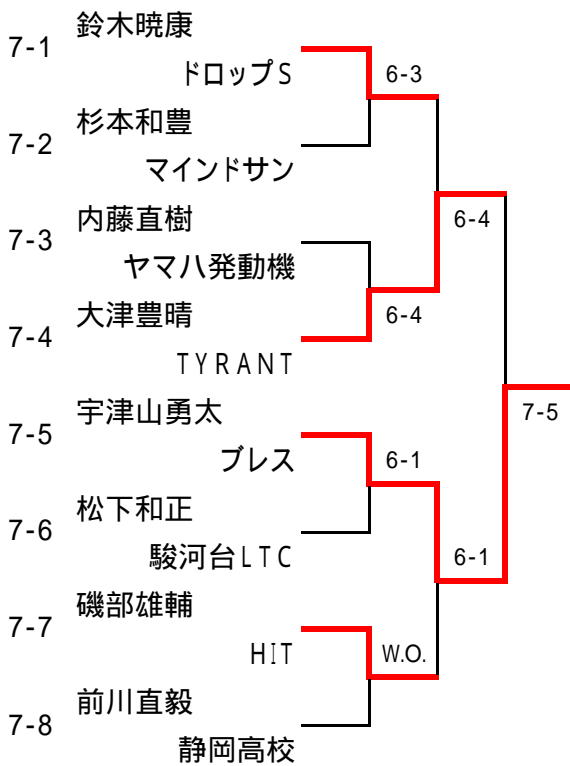 鈴木暁康
7-1
ドロップS
6-3
杉本和豊
7-2
マインドサン
内藤直樹
7-3
6-4
ヤマハ発動機
大津豊晴
7-4
6-4
TYRANT
宇津山勇太
7-5
7-5
ブレス
6-1
松下和正
7-6
駿河台LTC
6-1
磯部雄輔
7-7
HIT
W.O.
前川直毅
7-8
静岡高校